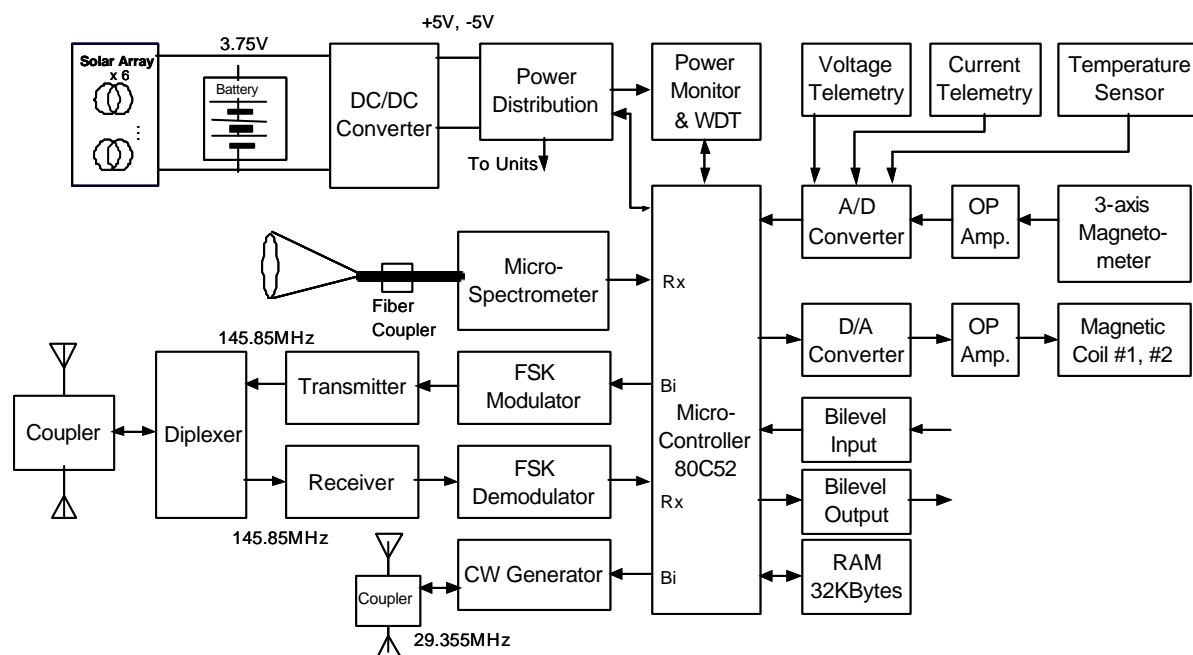 +5V, -5V
3.75V
Solar Array
x 6
...
Battery
DC/DC
Converter
Power
Distribution
To Units
Power
Monitor
& WDT
Voltage
Telemetry
Current
Telemetry
Temperature
Sensor
A/D
Converter
OP
Amp.
3-axis
Magneto-
meter
Micro-
Spectrometer
Fiber
Coupler
Rx
D/A
Converter
OP
Amp.
Magnetic
Coil #1, #2
145.85MHz
Coupler
Diplexer
Transmitter
FSK
Modulator
Bi
Micro-
Controller
80C52
Bilevel
Input
Receiver
FSK
Demodulator
Rx
Bilevel
Output
145.85MHz
Coupler
CW Generator
Bi
RAM
32KBytes
29.355MHz